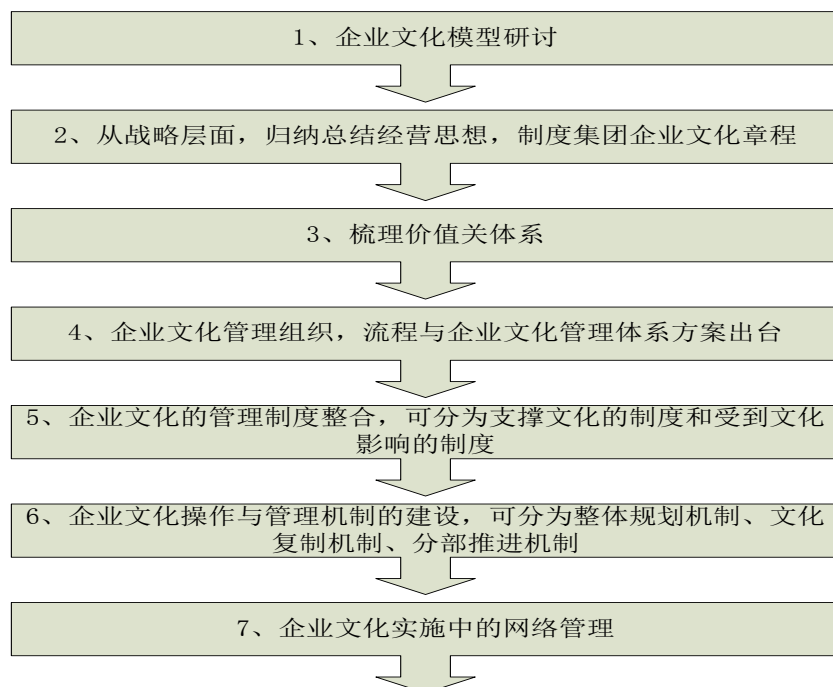 1、企业文化模型研讨
2、从战略层面，归纳总结经营思想，制度集团企业文化章程
3、梳理价值关体系
4、企业文化管理组织，流程与企业文化管理体系方案出台
5、企业文化的管理制度整合，可分为支撑文化的制度和受到文化
影响的制度
6、企业文化操作与管理机制的建设，可分为整体规划机制、文化
复制机制、分部推进机制
7、企业文化实施中的网络管理